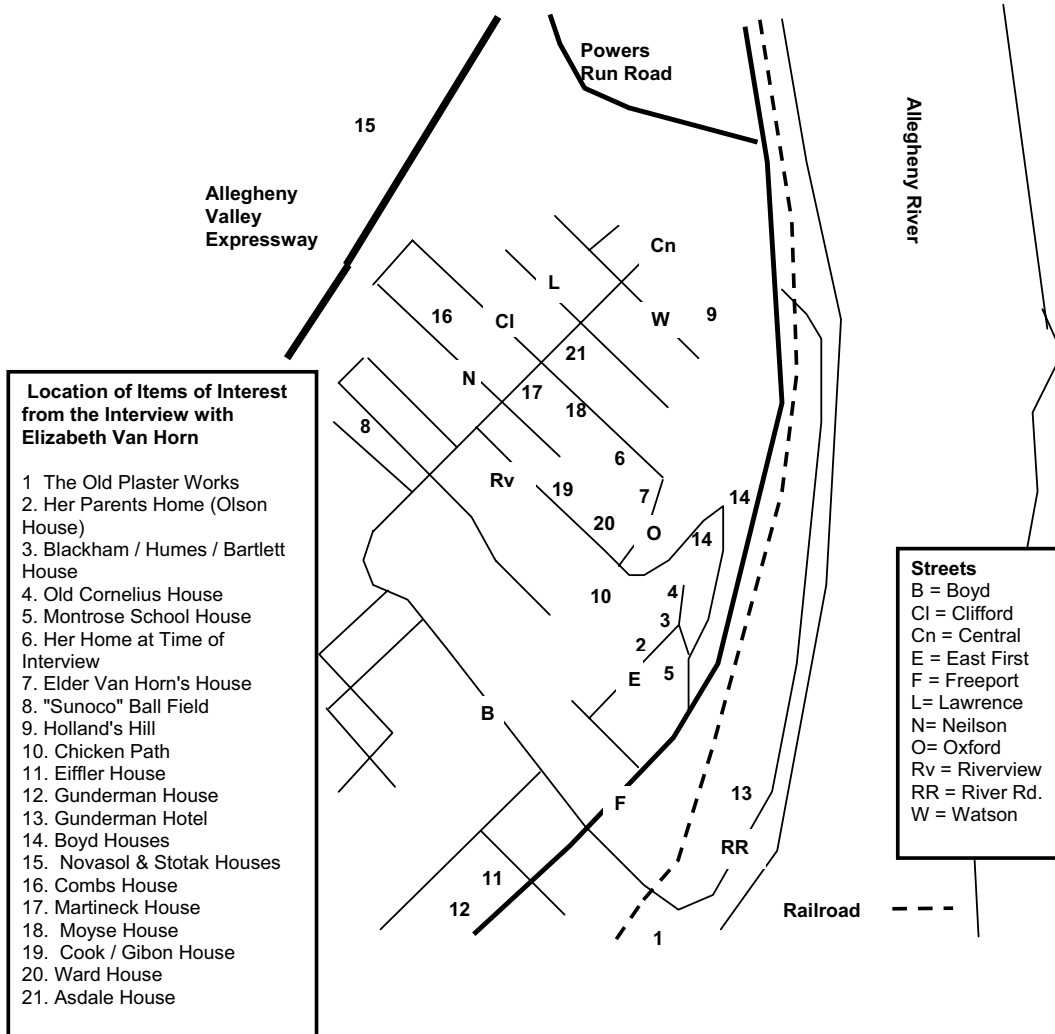 Powers
Run Road
15
Allegheny River
Allegheny
Valley
Expressway
Cn
L
16
Cl
W
9
21
N
17
18
8
6
Rv
19
7
14
20
O
14
10
4
3
2
E
5
B
F
13
RR
11
12
1
Railroad
Location of Items of Interest
from the Interview with
Elizabeth Van Horn
1 The Old Plaster Works
2. Her Parents Home (Olson
House)
3. Blackham / Humes / Bartlett
House
4. Old Cornelius House
5. Montrose School House
6. Her Home at Time of
Interview
7. Elder Van Horn's House
8. "Sunoco" Ball Field
9. Holland's Hill
10. Chicken Path
11. Eiffler House
12. Gunderman House
13. Gunderman Hotel
14. Boyd Houses
15. Novasol & Stotak Houses
16. Combs House
17. Martineck House
18. Moyse House
19. Cook / Gibon House
20. Ward House
21. Asdale House
Streets
B = Boyd
Cl = Clifford
Cn = Central
E = East First
F = Freeport
L= Lawrence
N= Neilson
O= Oxford
Rv = Riverview
RR = River Rd.
W = Watson